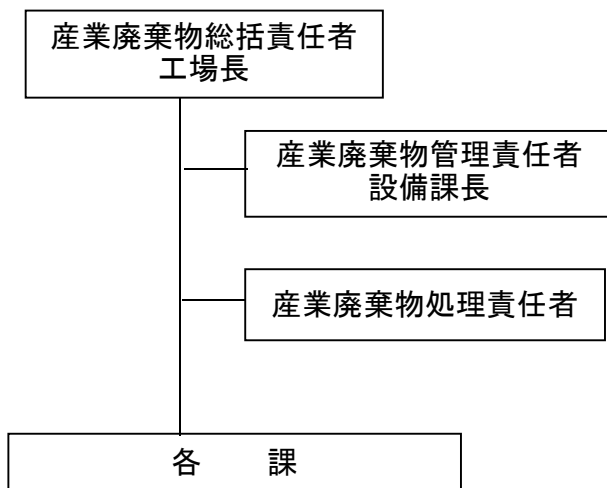 産業廃棄物総括責任者
工場長
産業廃棄物管理責任者
設備課長
産業廃棄物処理責任者
各　　課